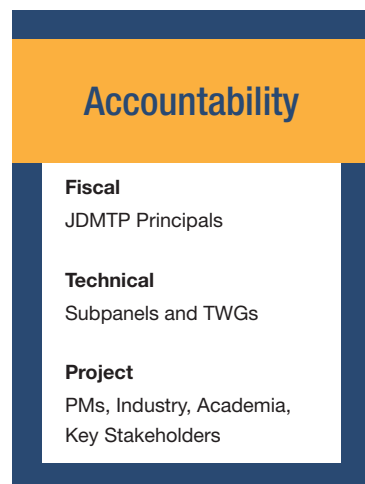 Accountability
Fiscal
JDMTP Principals
Technical
Subpanels and TWGs
Project
PMs, Industry, Academia,
Key Stakeholders